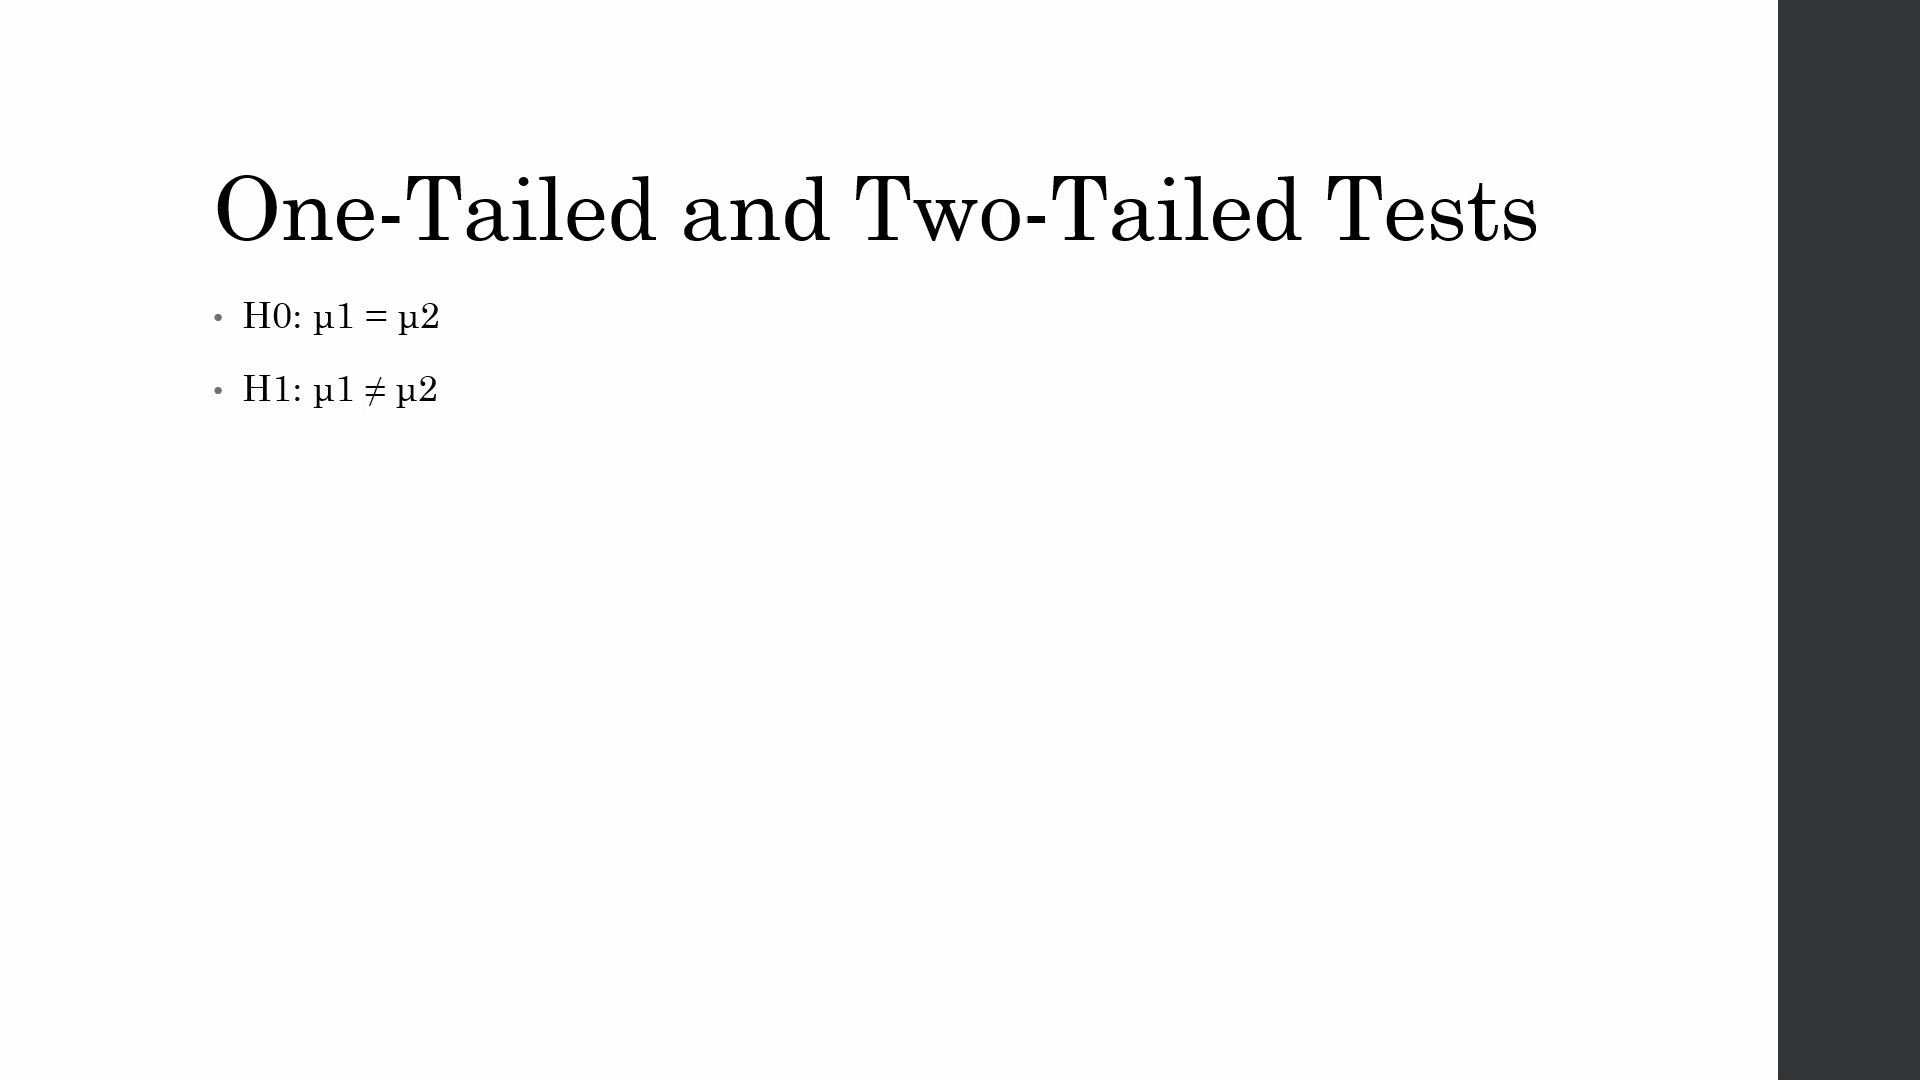 One-Tailed and Two-Tailed Tests
• H0: µ1 = µ2
• H1: µ1 ≠ µ2